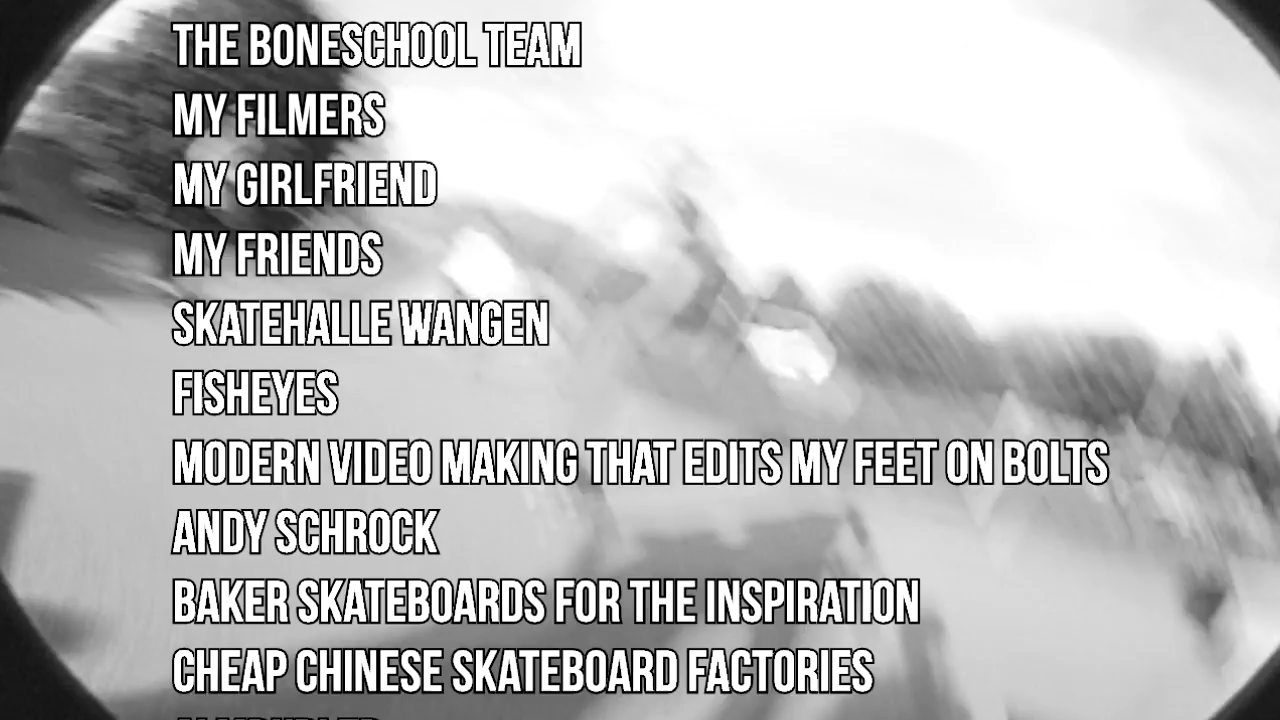 THE BONESCHOOL TEAM
MY FILMERS
MY GIRLFRIEND
MY FRIENDS
SKATEHALLE WANGEN
FISHEYES
MODERN VIDEO MAKING THAT EDITS MY FEET ON BOLTS
ANDY SCHROCK
BAKER SKATEBOARDS FOR THE INSPIRATION
CHEAP CHINESE SKATEBOARD FACTORIES